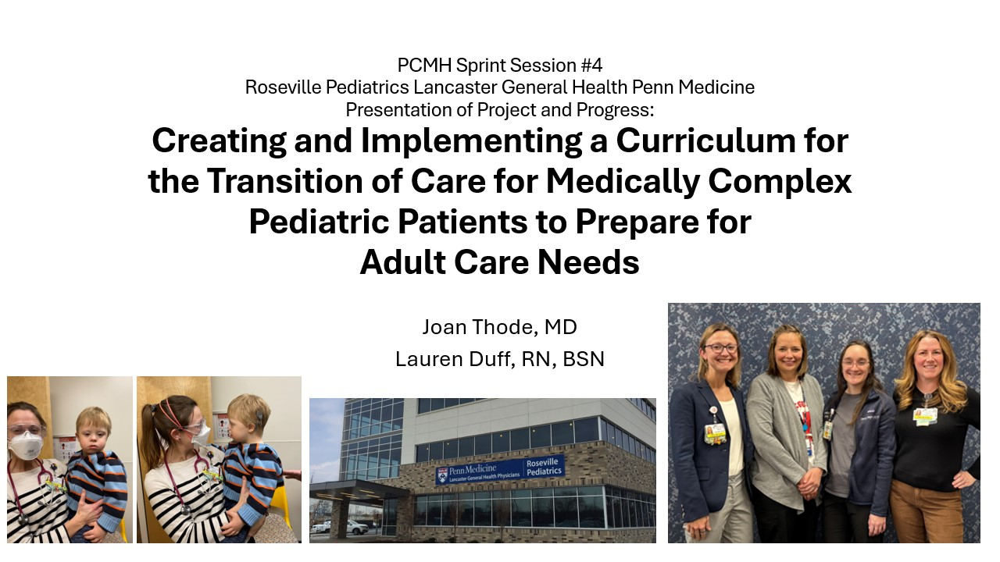 PCMH Sprint Session #4
Roseville Pediatrics Lancaster General Health Penn Medicine
Presentation of Project and Progress:
Creating and Implementing a Curriculum for
the Transition of Care for Medically Complex
Pediatric Patients to Prepare for
Adult Care Needs
Joan Thode, MD
Lauren Duff, RN, BSN
Penn Medicine
Lancaster General Health Physicians
Roseville
Pediatrics